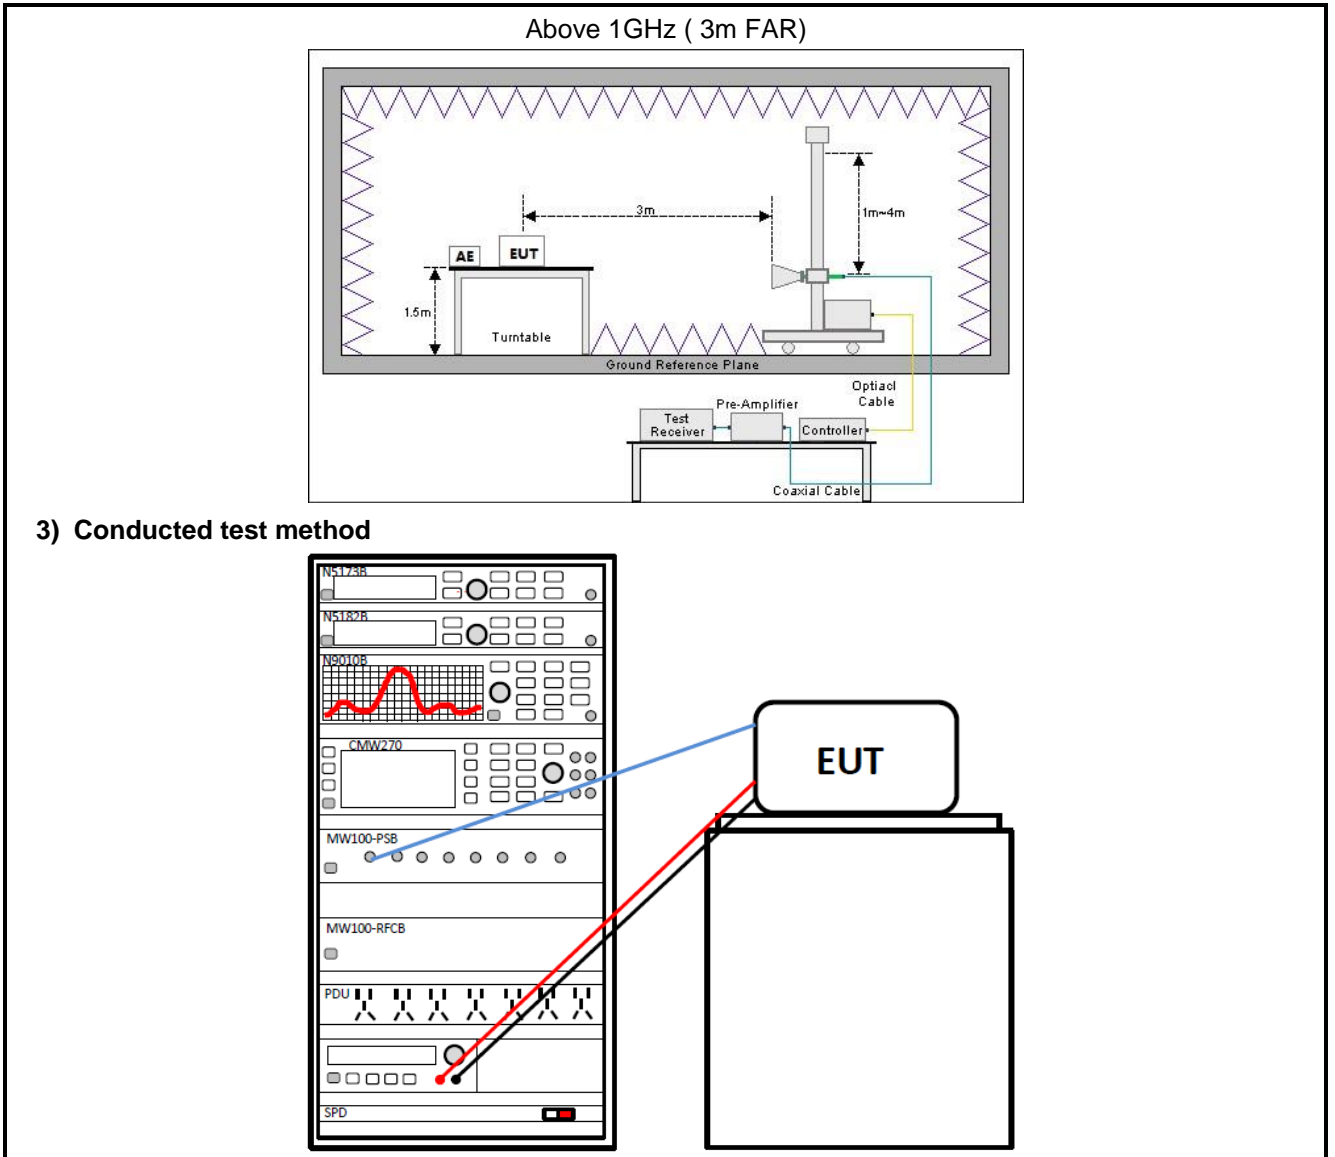 Above 1GHz ( 3m FAR)
3m
1m~4m
AE
EUT
1.5m
Turntable
Ground Reference Plane
Optiacl
Cable
Pre-Amplifier
Test
Receiver
Controller
Coaxial Cable
3) Conducted test method
N5173B
N5182B
N9010B
CMW270
EUT
MW100-PSB
MW100-RFCB
PDU
SPD